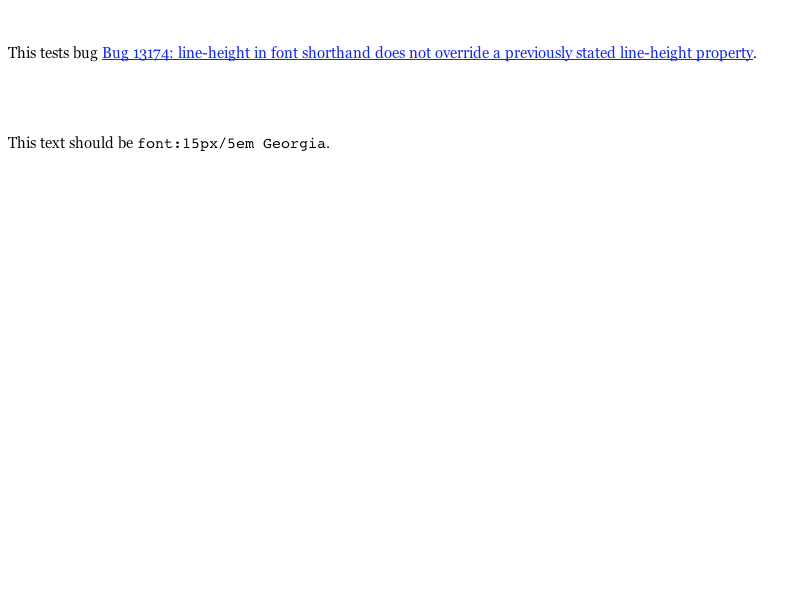 This tests bug Bug 13174: line-height in font shorthand does not override a previously stated line-height property.
This text should be font:15px/5em Georgia.